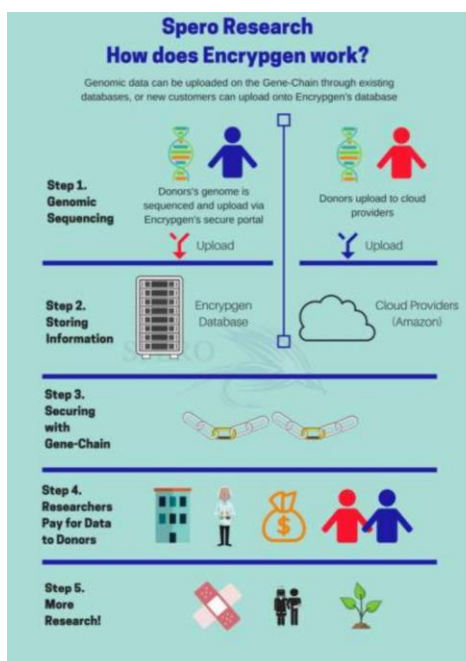 Spero Research
How does Encrypgen work?
Genomic data can be uploaded on the Gene-Chain through existing
databases, or new customers can upload onto Encrypgen's database
Step 1.
Genomic
Sequencing
Donors's genome is
sequenced and upload via
Encrypgen's secure portal
Upload
Donors upload to cloud
providers
Upload
Step 2.
Storing
Information
Encrypgen
Database
Cloud Providers
(Amazon)
SPERO
Step 3.
Securing
with
Gene-Chain
Step 4.
Researchers
Pay for Data
to Donors
$
Step 5.
More
Research!